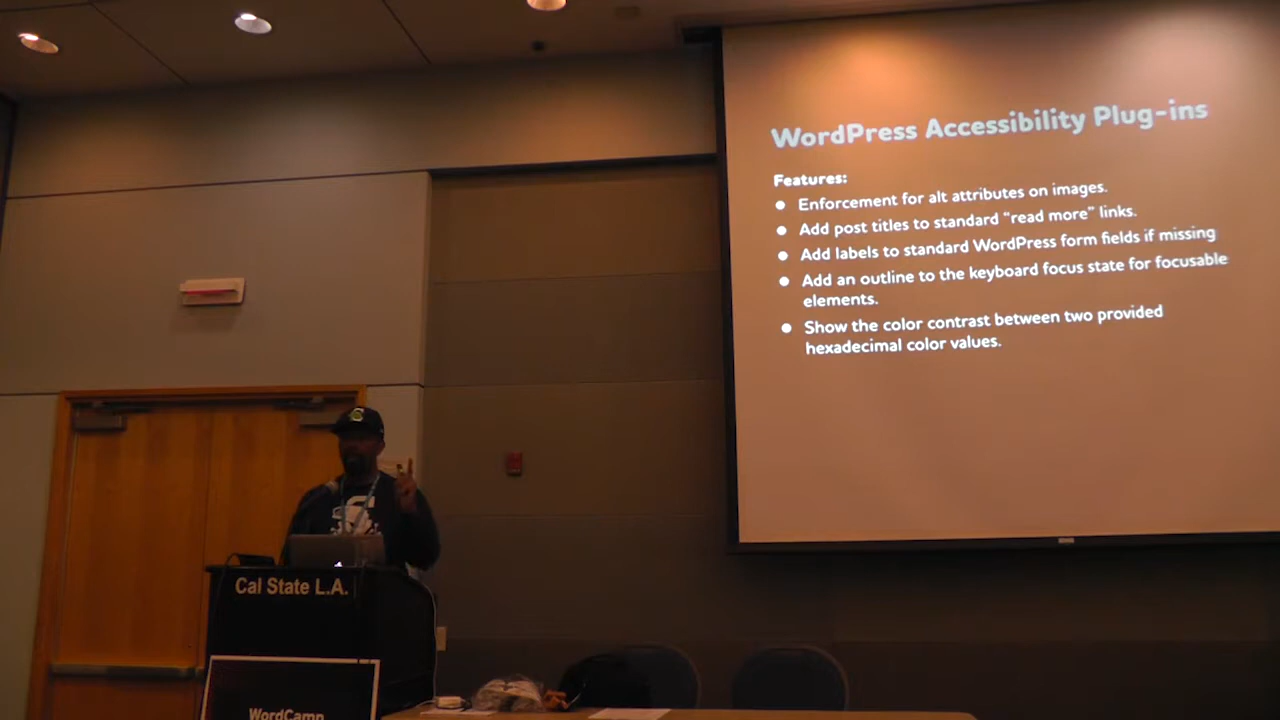 WordPress Accessibility Plug-ins
Features:
● Enforcement for alt attributes on images.
● Add post titles to standard “read more” links.
● Add labels to standard WordPress form fields if missing
● Add an outline to the keyboard focus state for focusable
elements.
● Show the color contrast between two provided
hexadecimal color values.
Cal State L.A.
WordCamp